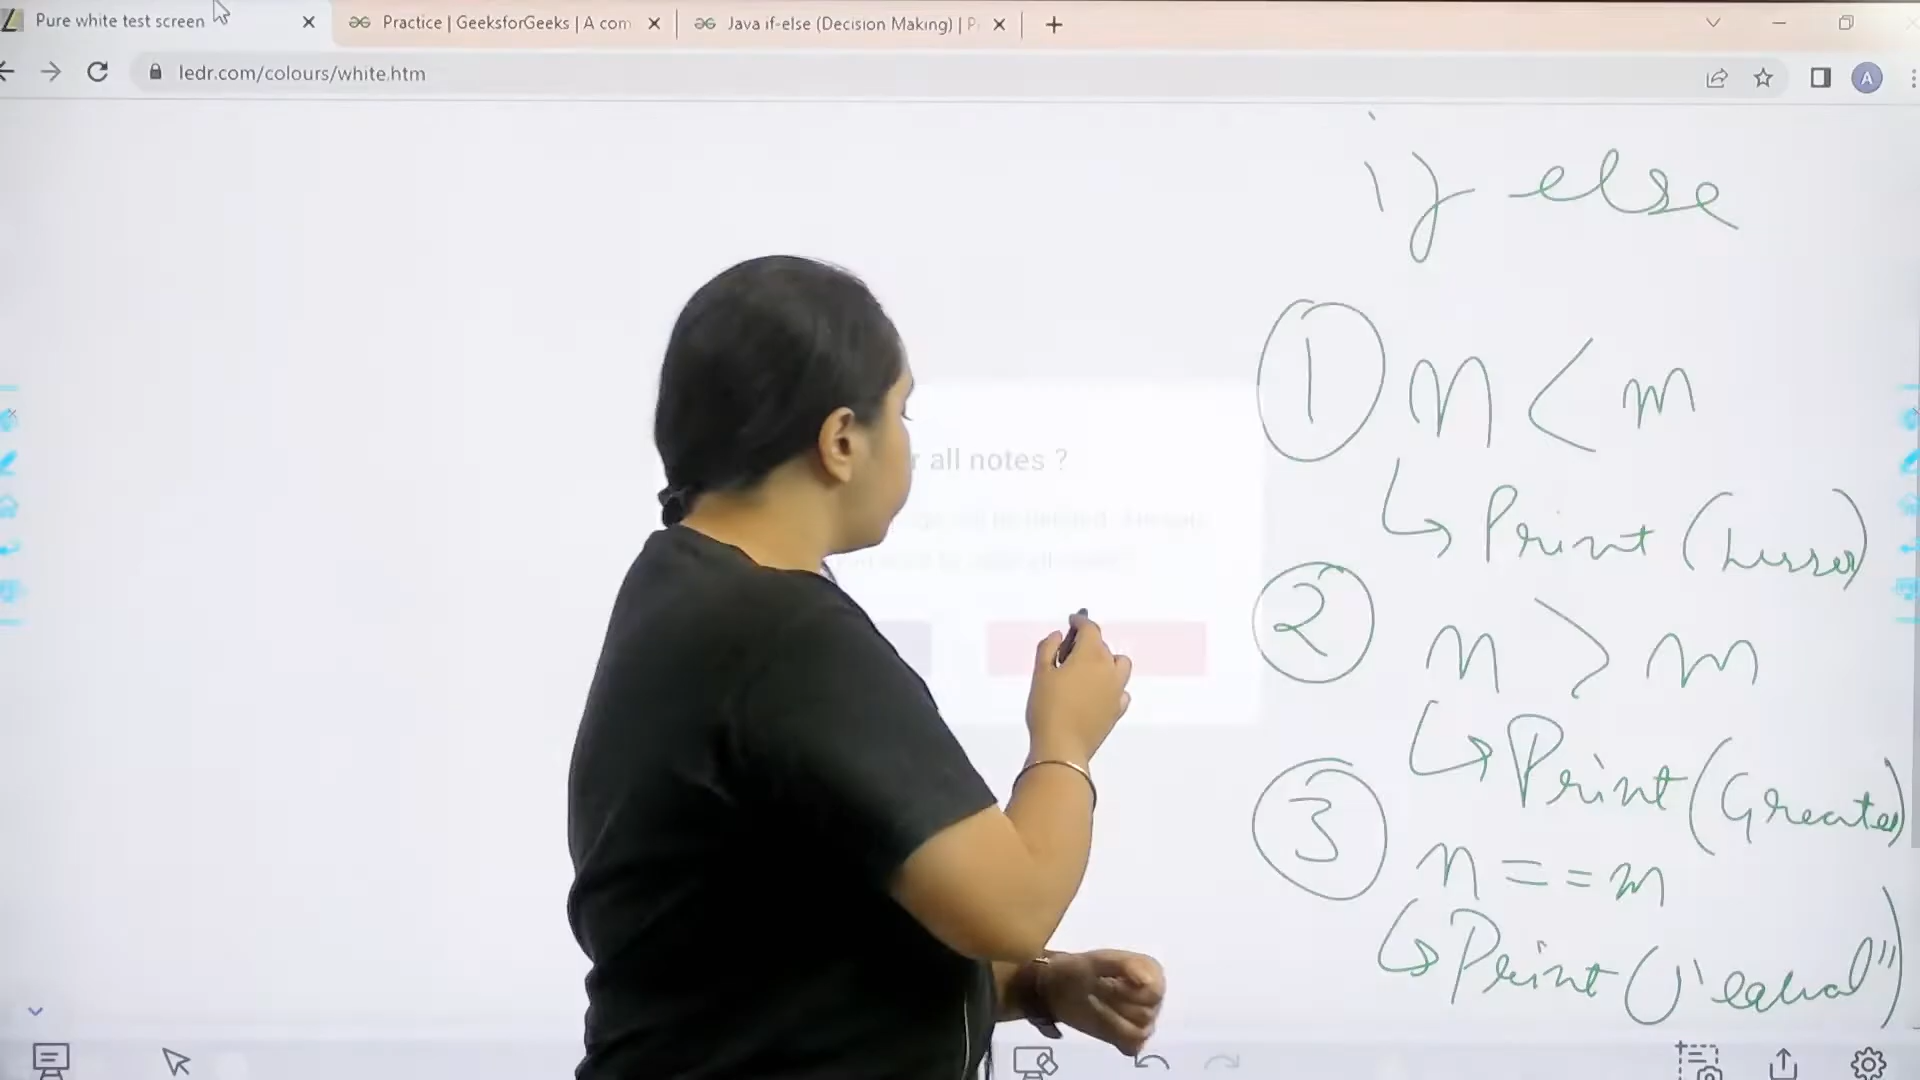 Pure white test screen
Practice | GeeksforGeeks | A com
Java if-else (Decision Making) | P
ledr.com/colours/white.htm
A
if else
1 n < m
↳ Print (Lesser)
all notes ?
2 n > m
↳ Print (Greater)
3 n == m
↳ Print ("equal")